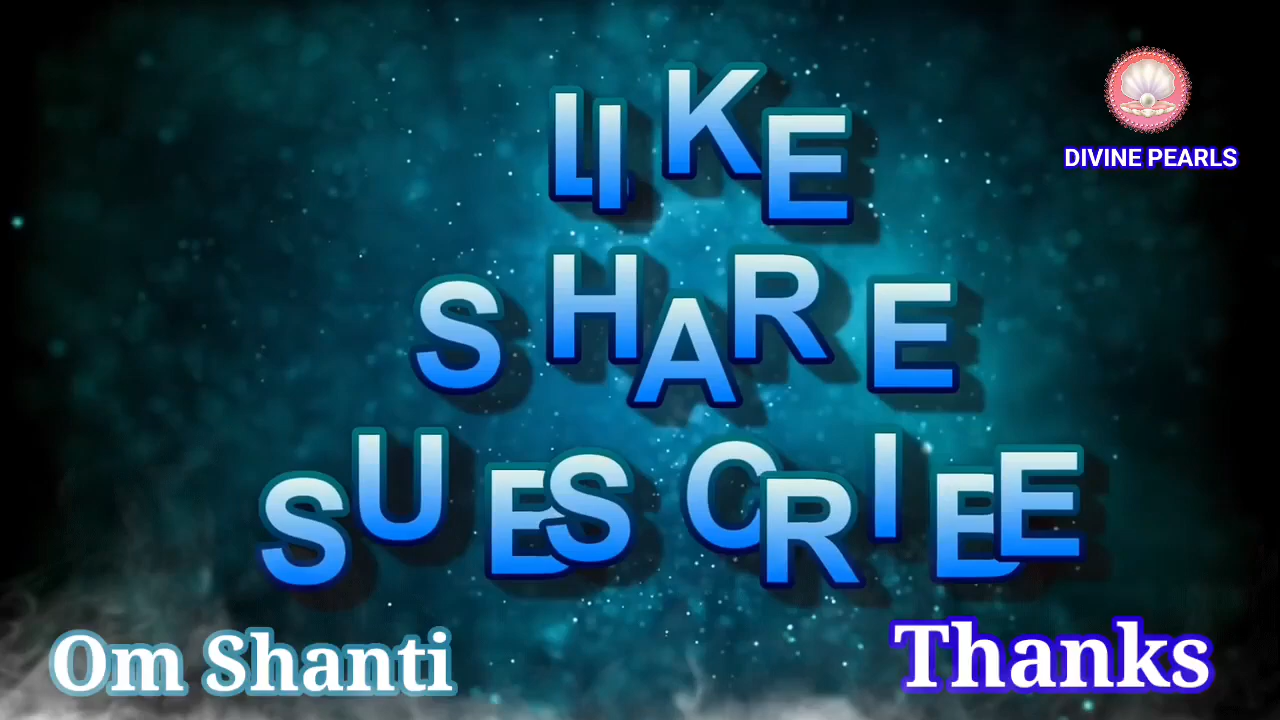 LIKE
DIVINE PEARLS
SHARE
SUBSCRIBE
Om Shanti
Thanks